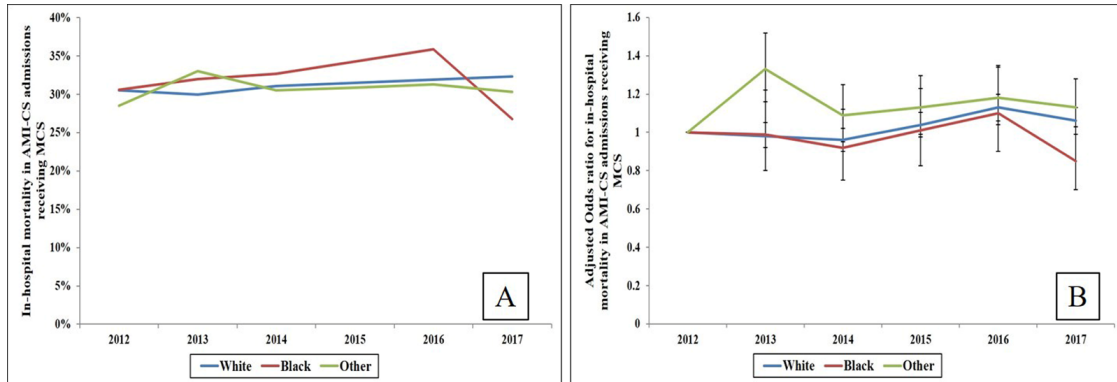 In-hospital mortality in AMI-CS admissions
receiving MCS
40%
35%
30%
25%
20%
15%
10%
5%
0%
2012 2013 2014 2015 2016 2017
White Black Other
A
Adjusted Odds ratio for in-hospital
mortality in AMI-CS admissions receiving
MCS
1.6
1.4
1.2
1
0.8
0.6
0.4
0.2
0
2012 2013 2014 2015 2016 2017
White Black Other
B